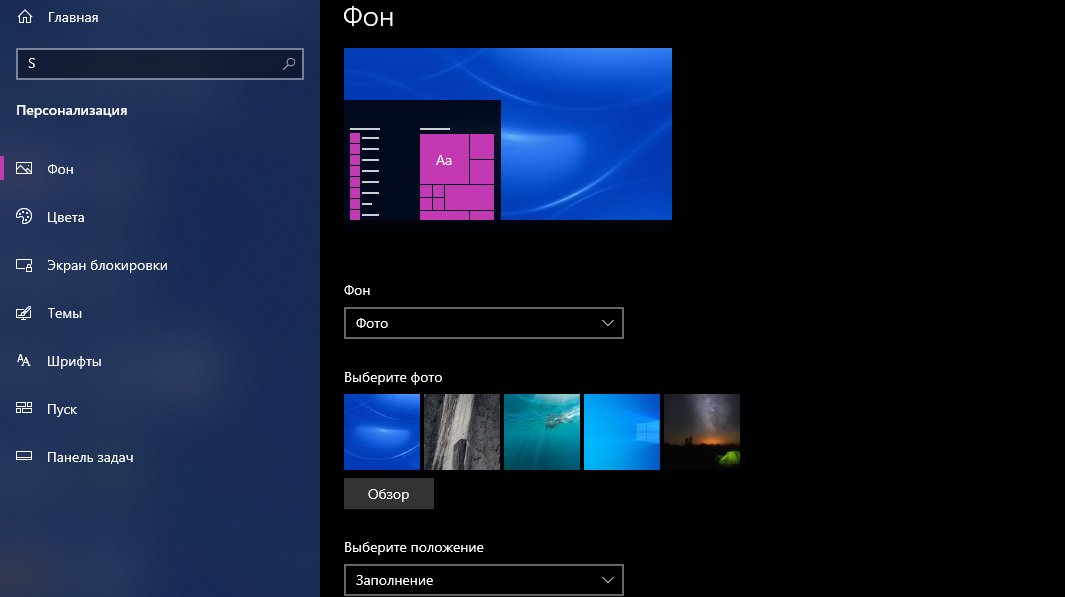 Главная
S
Персонализация
Фон
Цвета
Экран блокировки
Темы
Шрифты
Пуск
Панель задач
Фон
Aa
Фон
Фото
Выберите фото
Обзор
Выберите положение
Заполнение